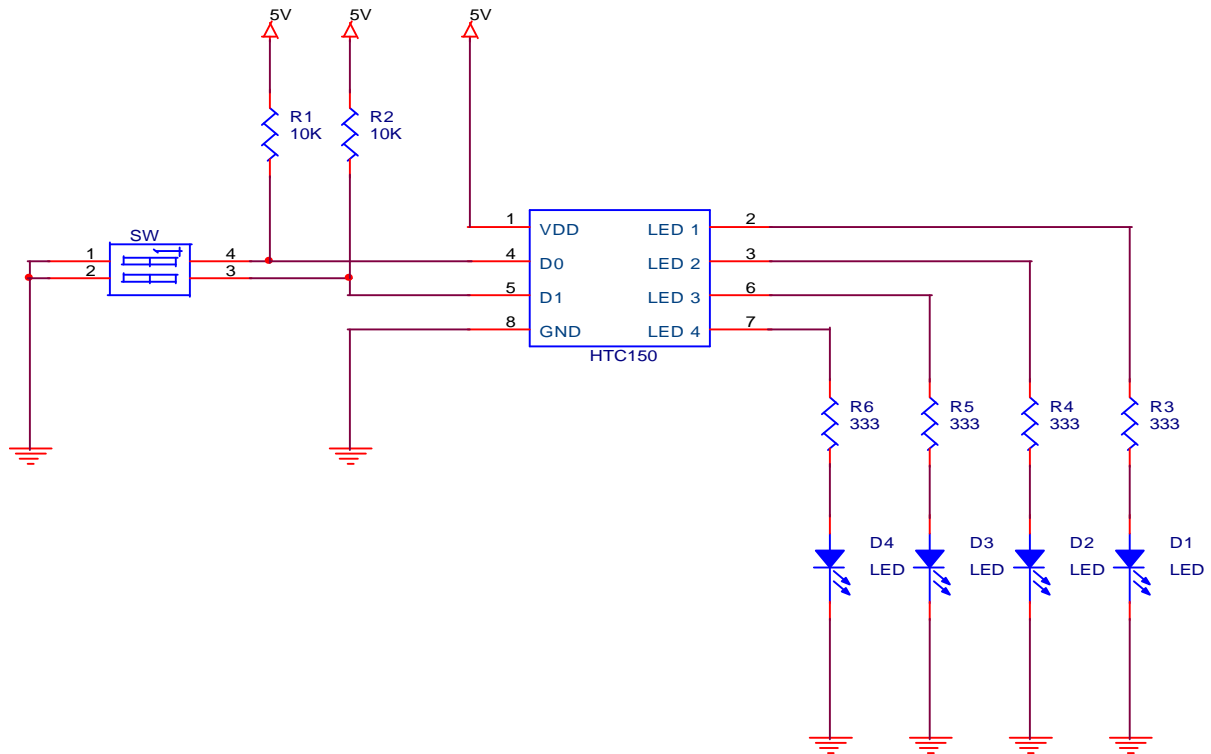 5V 5V 5V
R1 R2
10K 10K
1 VDD LED 1 2
SW
1 4 4 D0 LED 2 3
2 3
5 D1 LED 3 6
8 GND LED 4 7
HTC150
R6 R5 R4 R3
333 333 333 333
D4 D3 D2 D1
LED LED LED LED